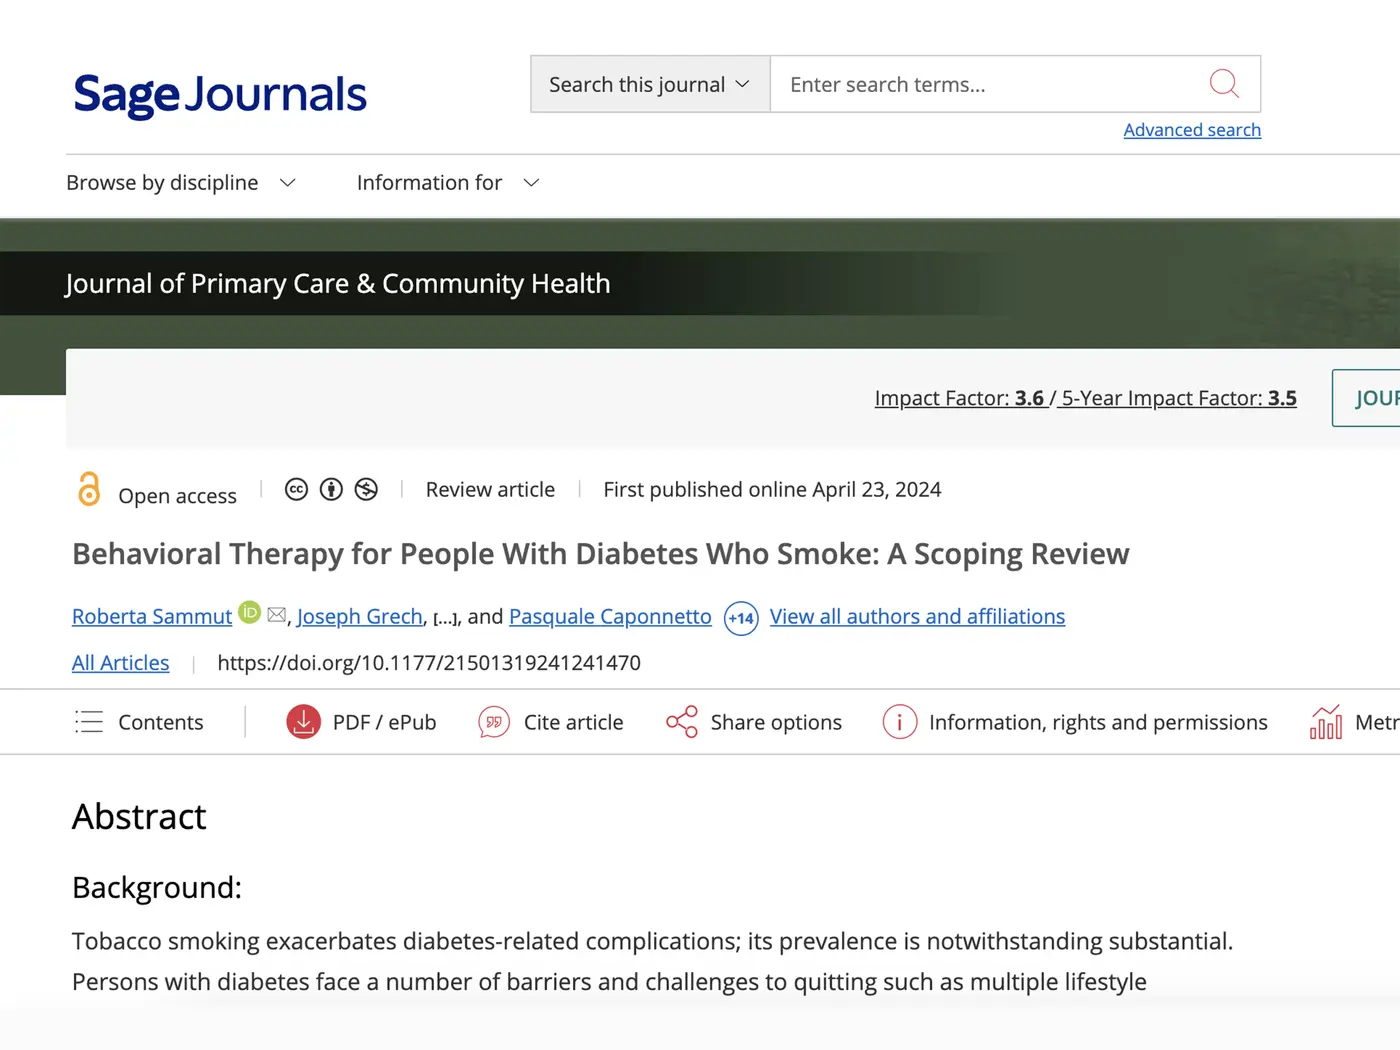 Sage Journals
Search this journal
Enter search terms...
Advanced search
Browse by discipline
Information for
Journal of Primary Care & Community Health
Impact Factor: 3.6 / 5-Year Impact Factor: 3.5
JOUR
Open access
cc
Review article
First published online April 23, 2024
Behavioral Therapy for People With Diabetes Who Smoke: A Scoping Review
Roberta Sammut iD, Joseph Grech, [...], and Pasquale Caponnetto +14 View all authors and affiliations
All Articles
https://doi.org/10.1177/21501319241241470
Contents
PDF / ePub
Cite article
Share options
Information, rights and permissions
Metr
Abstract
Background:
Tobacco smoking exacerbates diabetes-related complications; its prevalence is notwithstanding substantial.
Persons with diabetes face a number of barriers and challenges to quitting such as multiple lifestyle